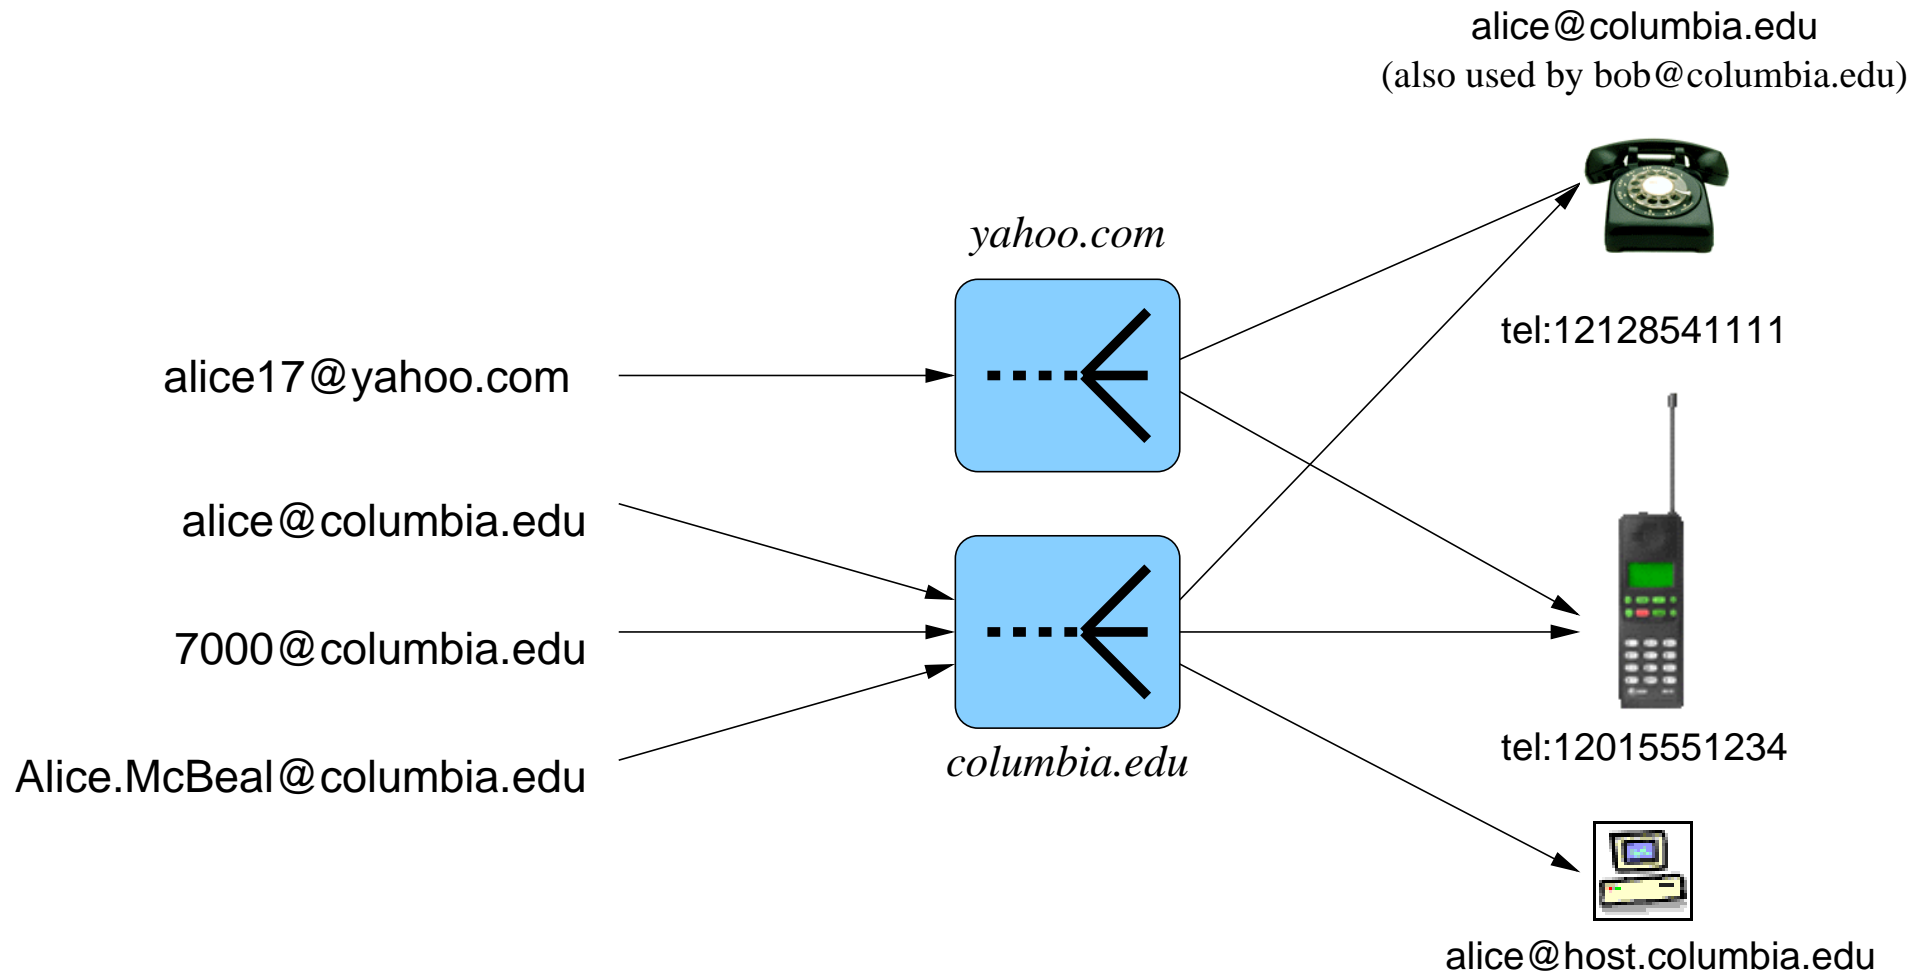 alice@columbia.edu
(also used by bob@columbia.edu)
yahoo.com
tel:12128541111
alice17@yahoo.com
alice@columbia.edu
7000@columbia.edu
Alice.McBeal@columbia.edu
columbia.edu
tel:12015551234
alice@host.columbia.edu